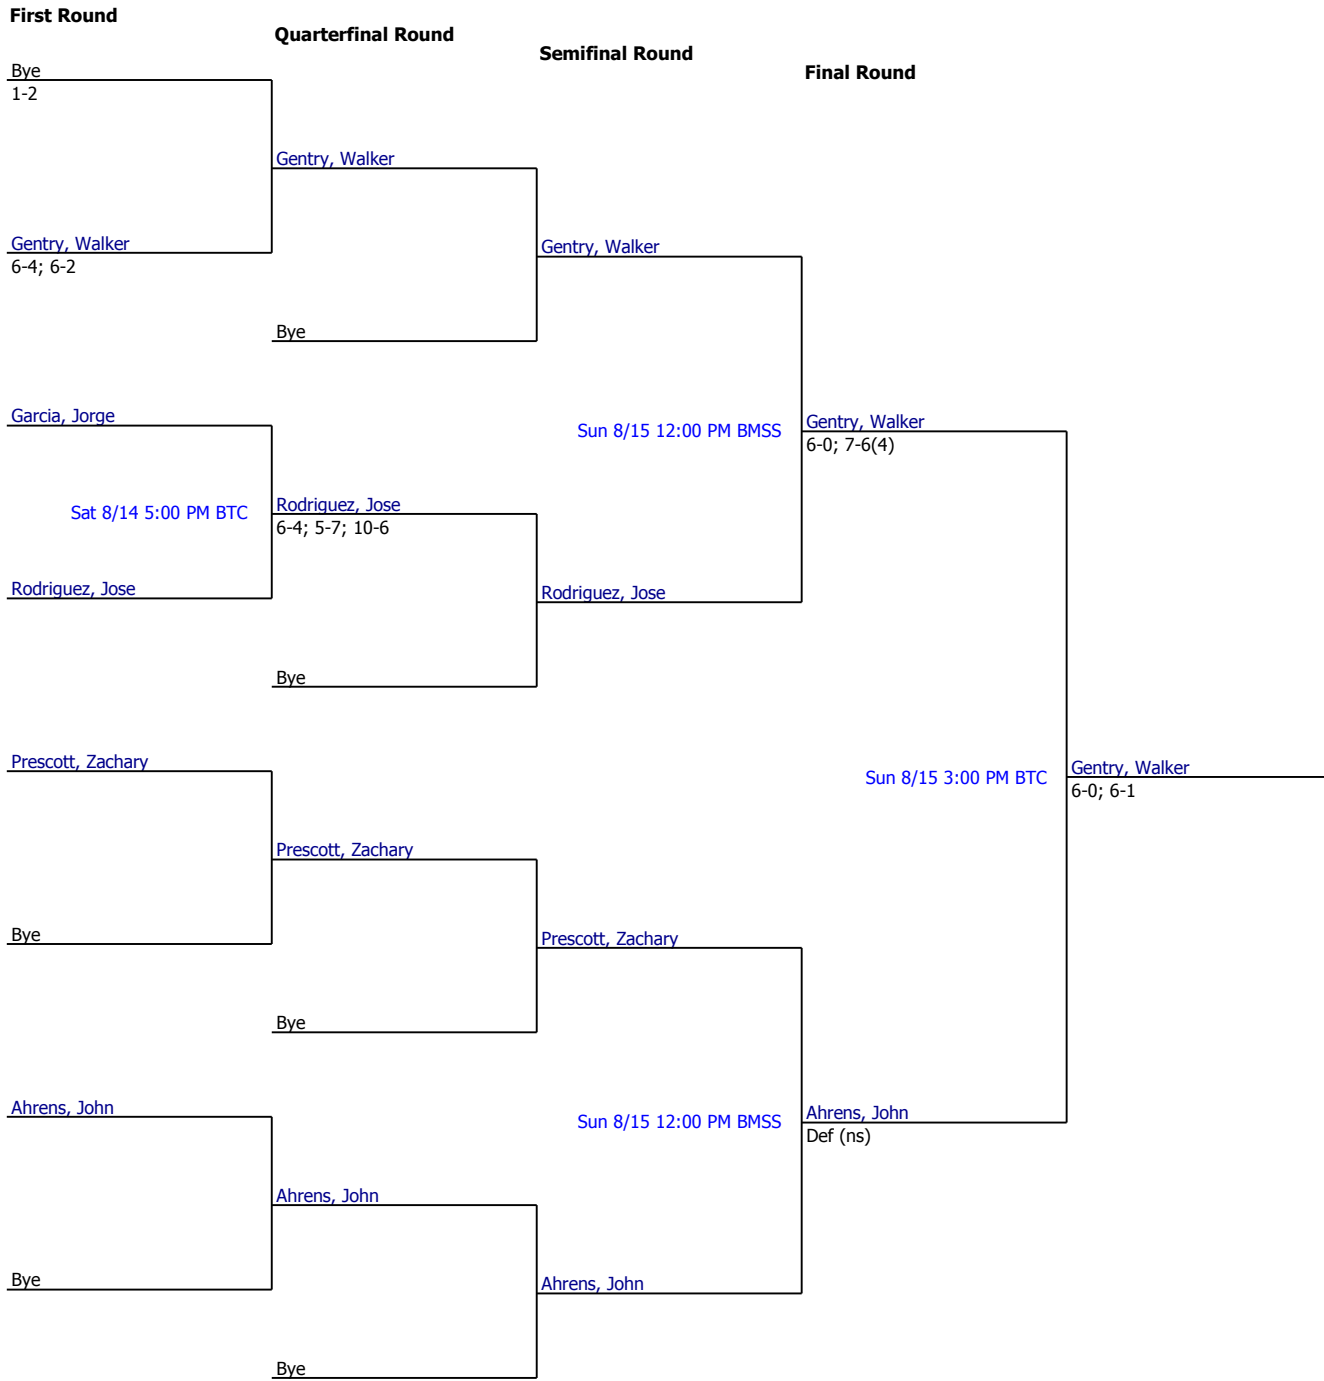 First Round
Quarterfinal Round
Semifinal Round
Final Round
Bye
1-2
Gentry, Walker
Gentry, Walker
6-4; 6-2
Gentry, Walker
Bye
Garcia, Jorge
Sun 8/15 12:00 PM BMSS
Gentry, Walker
6-0; 7-6(4)
Sat 8/14 5:00 PM BTC
Rodriguez, Jose
6-4; 5-7; 10-6
Rodriguez, Jose
Rodriguez, Jose
Bye
Prescott, Zachary
Sun 8/15 3:00 PM BTC
Gentry, Walker
6-0; 6-1
Prescott, Zachary
Bye
Prescott, Zachary
Bye
Ahrens, John
Sun 8/15 12:00 PM BMSS
Ahrens, John
Def (ns)
Ahrens, John
Bye
Ahrens, John
Bye